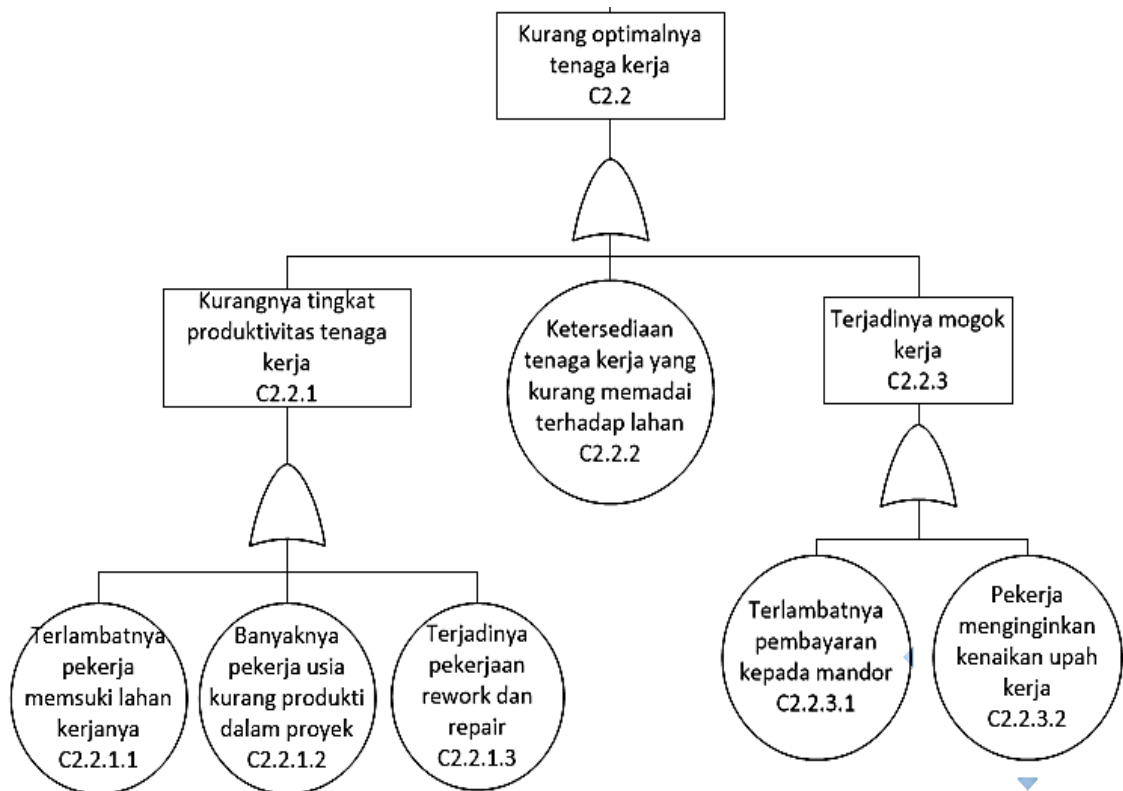 Kurang optimalnya
tenaga kerja
C2.2
Kurangnya tingkat
produktivitas tenaga
kerja
C2.2.1
Ketersediaan
tenaga kerja yang
kurang memadai
terhadap lahan
C2.2.2
Terjadinya mogok
kerja
C2.2.3
Terlambatnya
pekerja
memsuki lahan
kerjanya
C2.2.1.1
Banyaknya
pekerja usia
kurang produkti
dalam proyek
C2.2.1.2
Terjadinya
pekerjaan
rework dan
repair
C2.2.1.3
Terlambatnya
pembayaran
kepada mandor
C2.2.3.1
Pekerja
menginginkan
kenaikan upah
kerja
C2.2.3.2